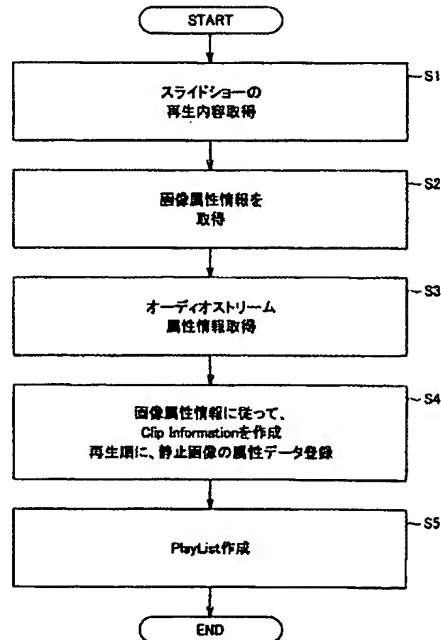 START
S1
スライドショーの
再生内容取得
S2
画像属性情報を
取得
S3
オーディオストリーム
属性情報取得
S4
画像属性情報に従って、
Clip Informationを作成
再生順に、静止画像の属性データ登録
S5
PlayList作成
END